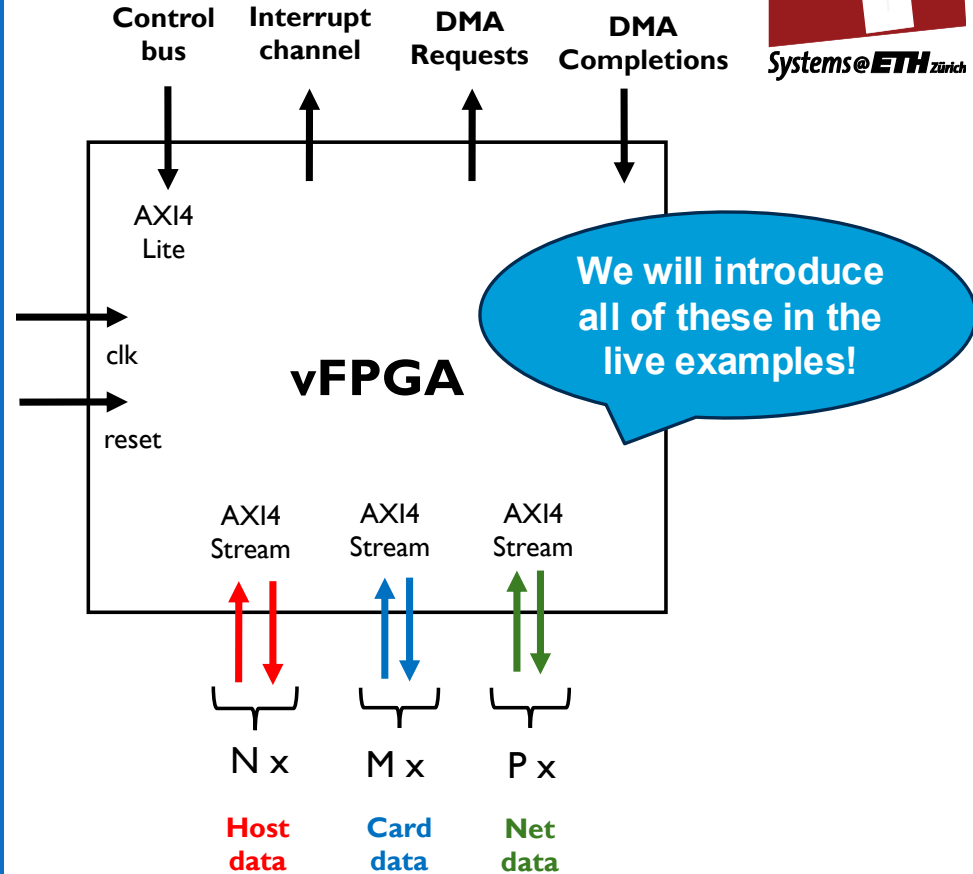 Control
bus
Interrupt
channel
DMA
Requests
DMA
Completions
Systems@ETH Zürich
AXI4
Lite
clk
reset
vFPGA
We will introduce
all of these in the
live examples!
AXI4
Stream
AXI4
Stream
AXI4
Stream
N x
M x
P x
Host
data
Card
data
Net
data